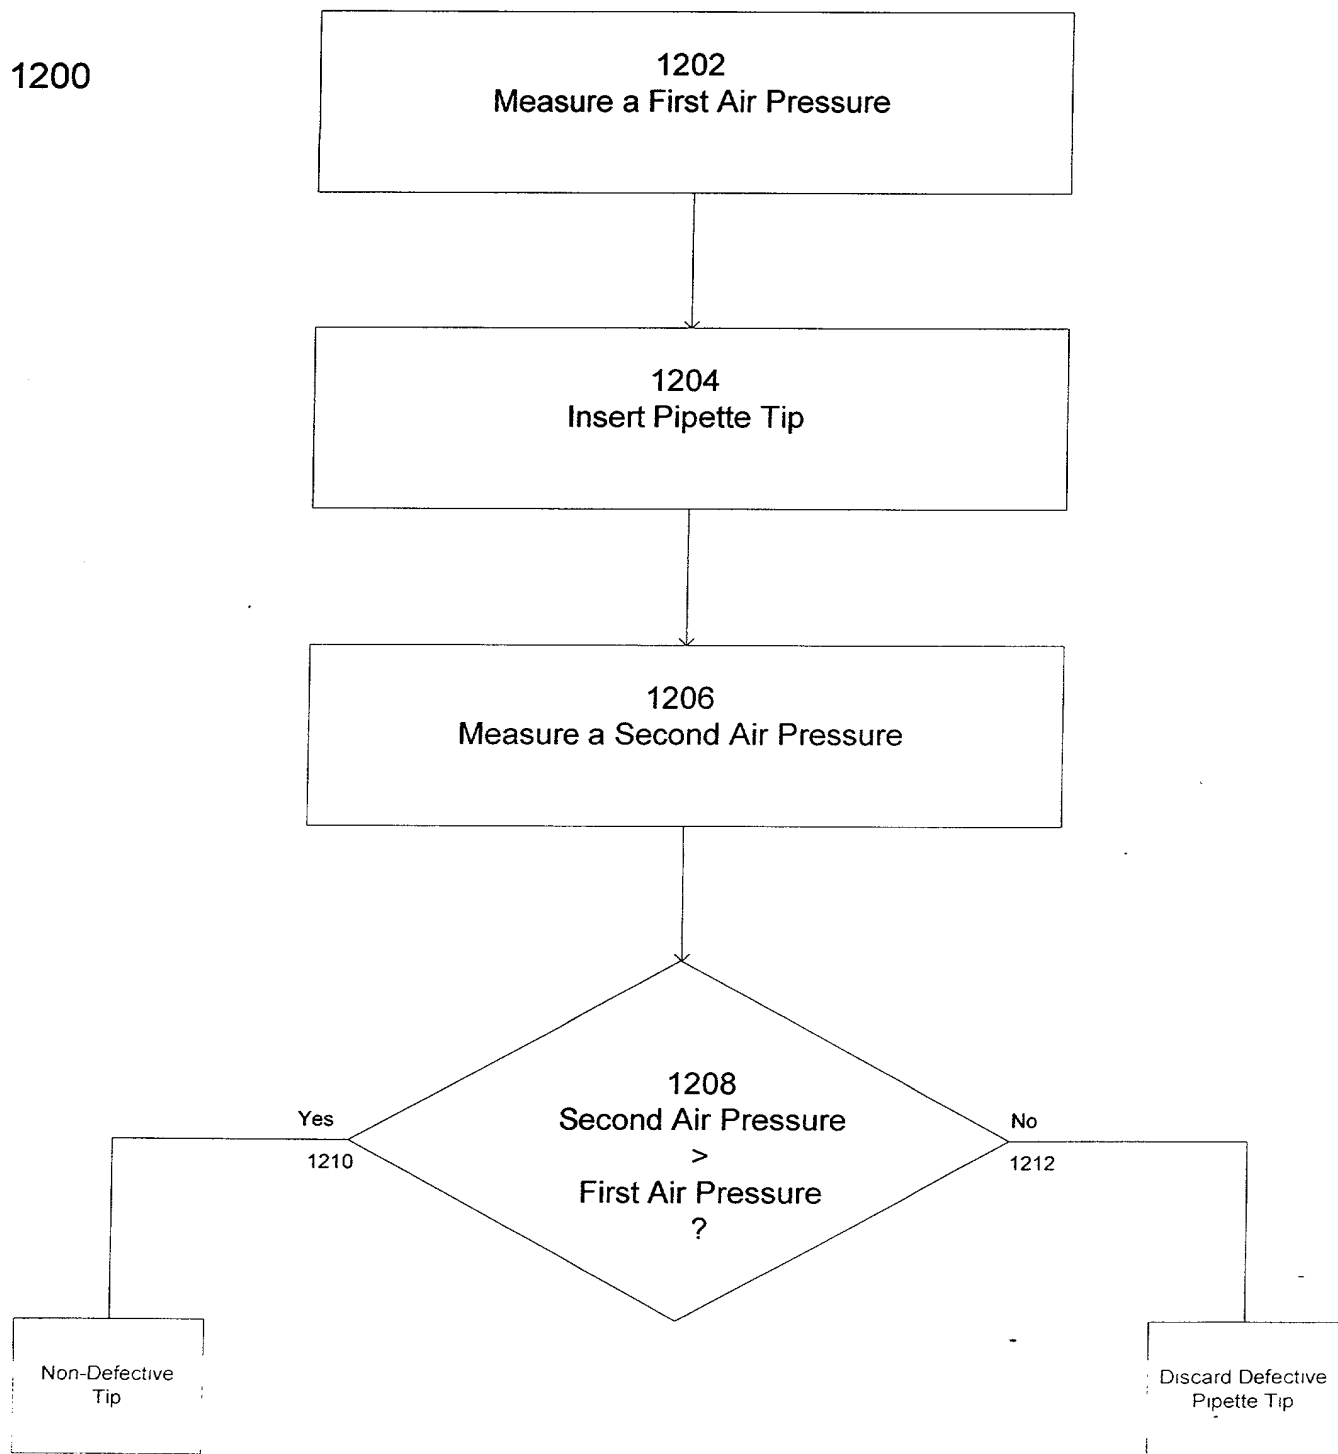 1200
1202
Measure a First Air Pressure
1204
Insert Pipette Tip
1206
Measure a Second Air Pressure
1208
Second Air Pressure
>
First Air Pressure
?
Yes
1210
No
1212
Non-Defective
Tip
Discard Defective
Pipette Tip